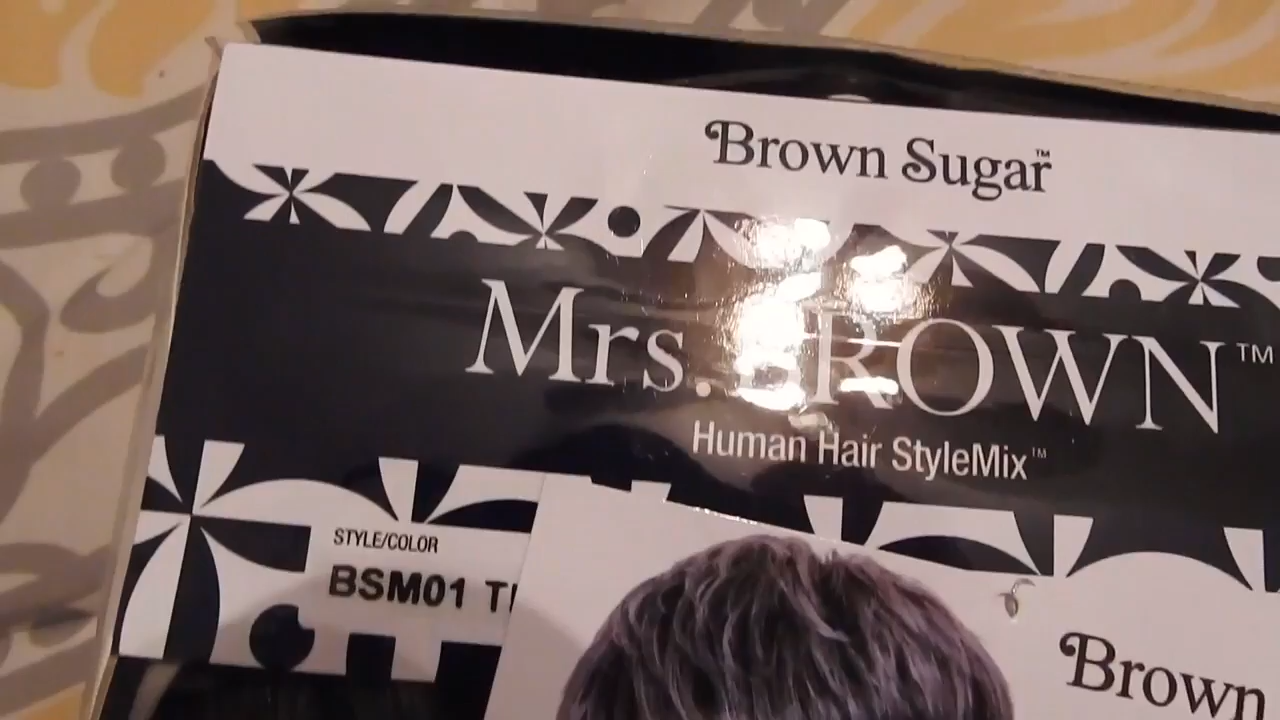 Brown Sugar™
Mrs. BROWN™
Human Hair StyleMix™
STYLE/COLOR
BSM01
Brown